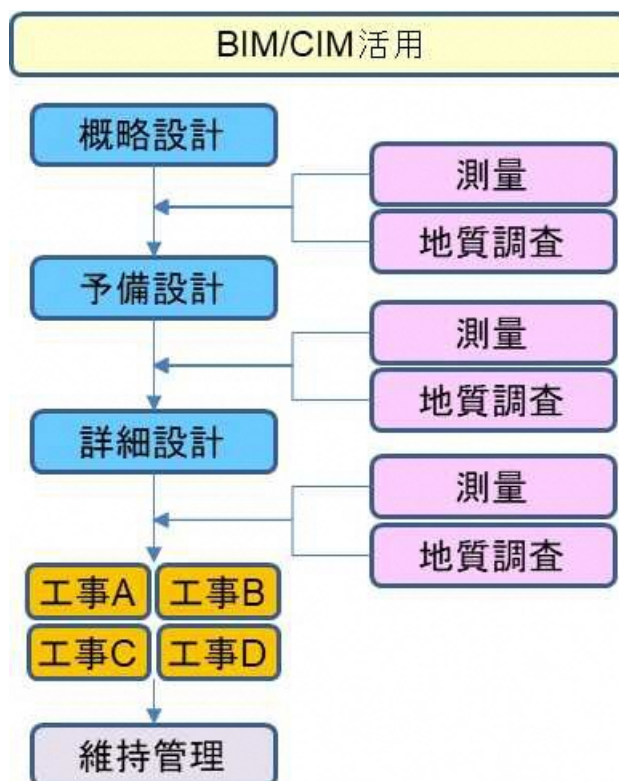 BIM/CIM活用
概略設計
測量
地質調査
予備設計
測量
地質調査
詳細設計
測量
地質調査
工事A 工事B
工事C 工事D
維持管理